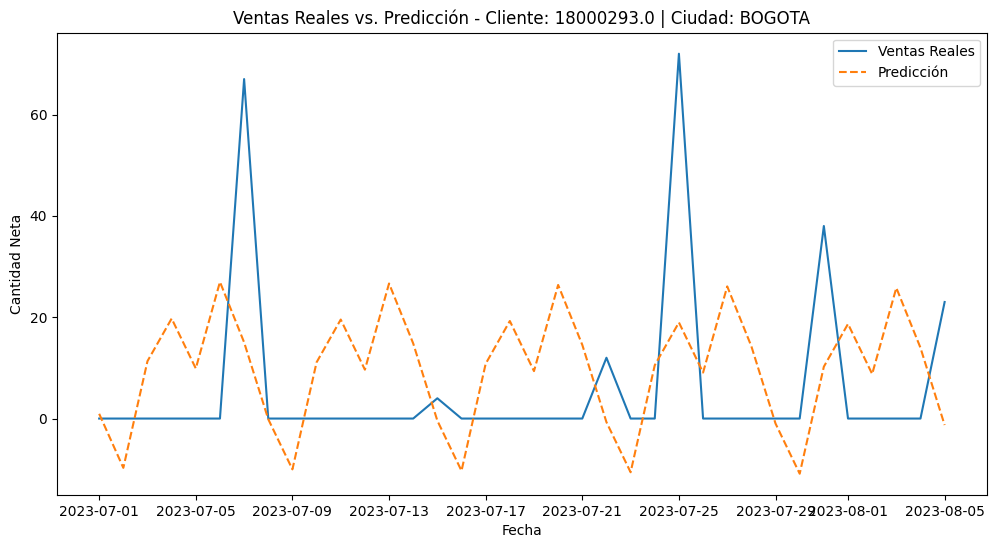 Ventas Reales vs. Predicción - Cliente: 18000293.0 | Ciudad: BOGOTA
Ventas Reales
Predicción
Cantidad Neta
60
40
20
0
2023-07-01 2023-07-05 2023-07-09 2023-07-13 2023-07-17 2023-07-21 2023-07-25 2023-07-29 2023-08-01 2023-08-05
Fecha